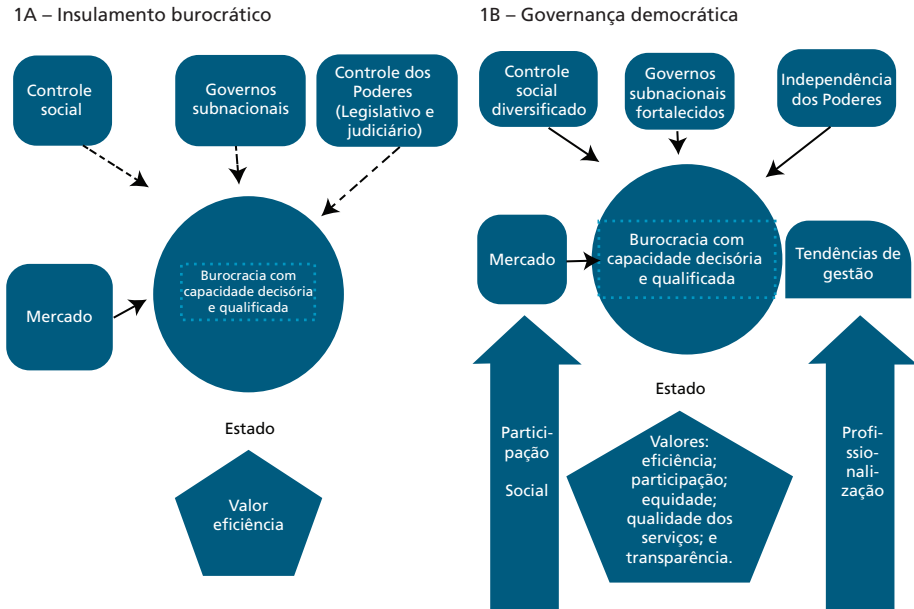 1A – Insulamento burocrático
Controle
social
Governos
subnacionais
Controle dos
Poderes
(Legislativo e
judiciário)
Mercado
Burocracia com
capacidade decisória
e qualificada
Estado
Valor
eficiência
1B – Governança democrática
Controle
social
diversificado
Governos
subnacionais
fortalecidos
Independência
dos Poderes
Mercado
Burocracia com
capacidade decisória
e qualificada
Tendências de
gestão
Estado
Partici-
pação
Social
Valores:
eficiência;
participação;
equidade;
qualidade dos
serviços; e
transparência.
Profi-
ssio-
nali-
zação